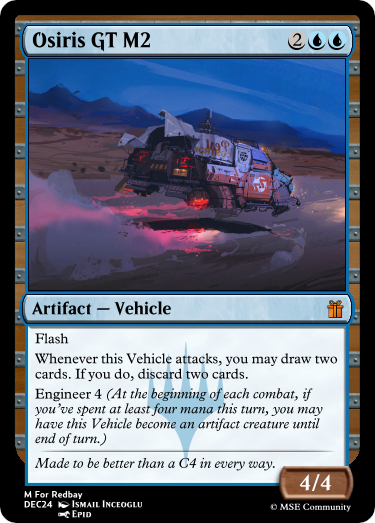 Osiris GT M2 2
Artifact — Vehicle
Flash
Whenever this Vehicle attacks, you may draw two
cards. If you do, discard two cards.
Engineer 4 (At the beginning of each combat, if
you've spent at least four mana this turn, you may
have this Vehicle become an artifact creature until
end of turn.)
Made to be better than a C4 in every way.
4/4
M For Redbay
DEC24 Ismail Inceoglu
Epid
© MSE Community